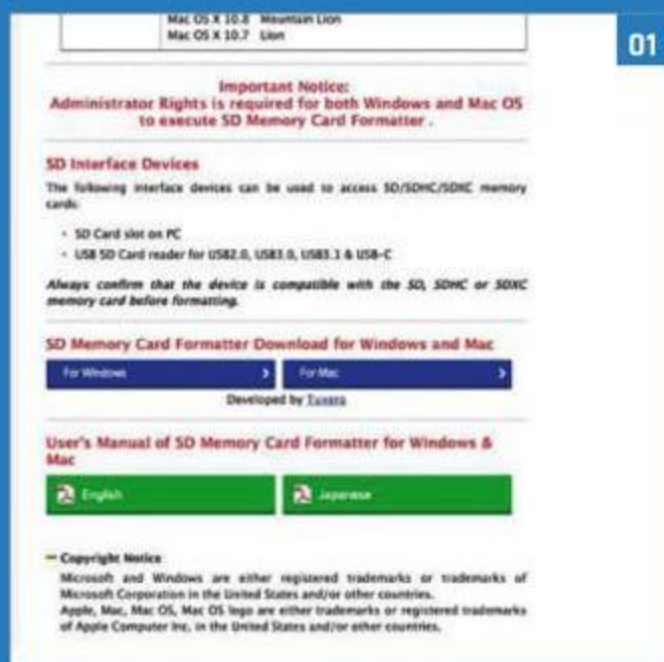 Mac OS X 10.8 Mountain Lion
Mac OS X 10.7 Lion
01
Important Notice:
Administrator Rights is required for both Windows and Mac OS
to execute SD Memory Card Formatter .
SD Interface Devices
The following interface devices can be used to access SD/SDHC/SDXC memory
cards:
• SD Card slot on PC
• USB SD Card reader for USB2.0, USB3.0, USB3.1 & USB-C
Always confirm that the device is compatible with the SD, SDHC or SDXC
memory card before formatting.
SD Memory Card Formatter Download for Windows and Mac
For Windows >
For Mac >
Developed by Tuxera
User's Manual of SD Memory Card Formatter for Windows &
Mac
English
Japanese
Copyright Notice
Microsoft and Windows are either registered trademarks or trademarks of
Microsoft Corporation in the United States and/or other countries.
Apple, Mac, Mac OS, Mac OS logo are either trademarks or registered trademarks
of Apple Computer Inc. in the United States and/or other countries.